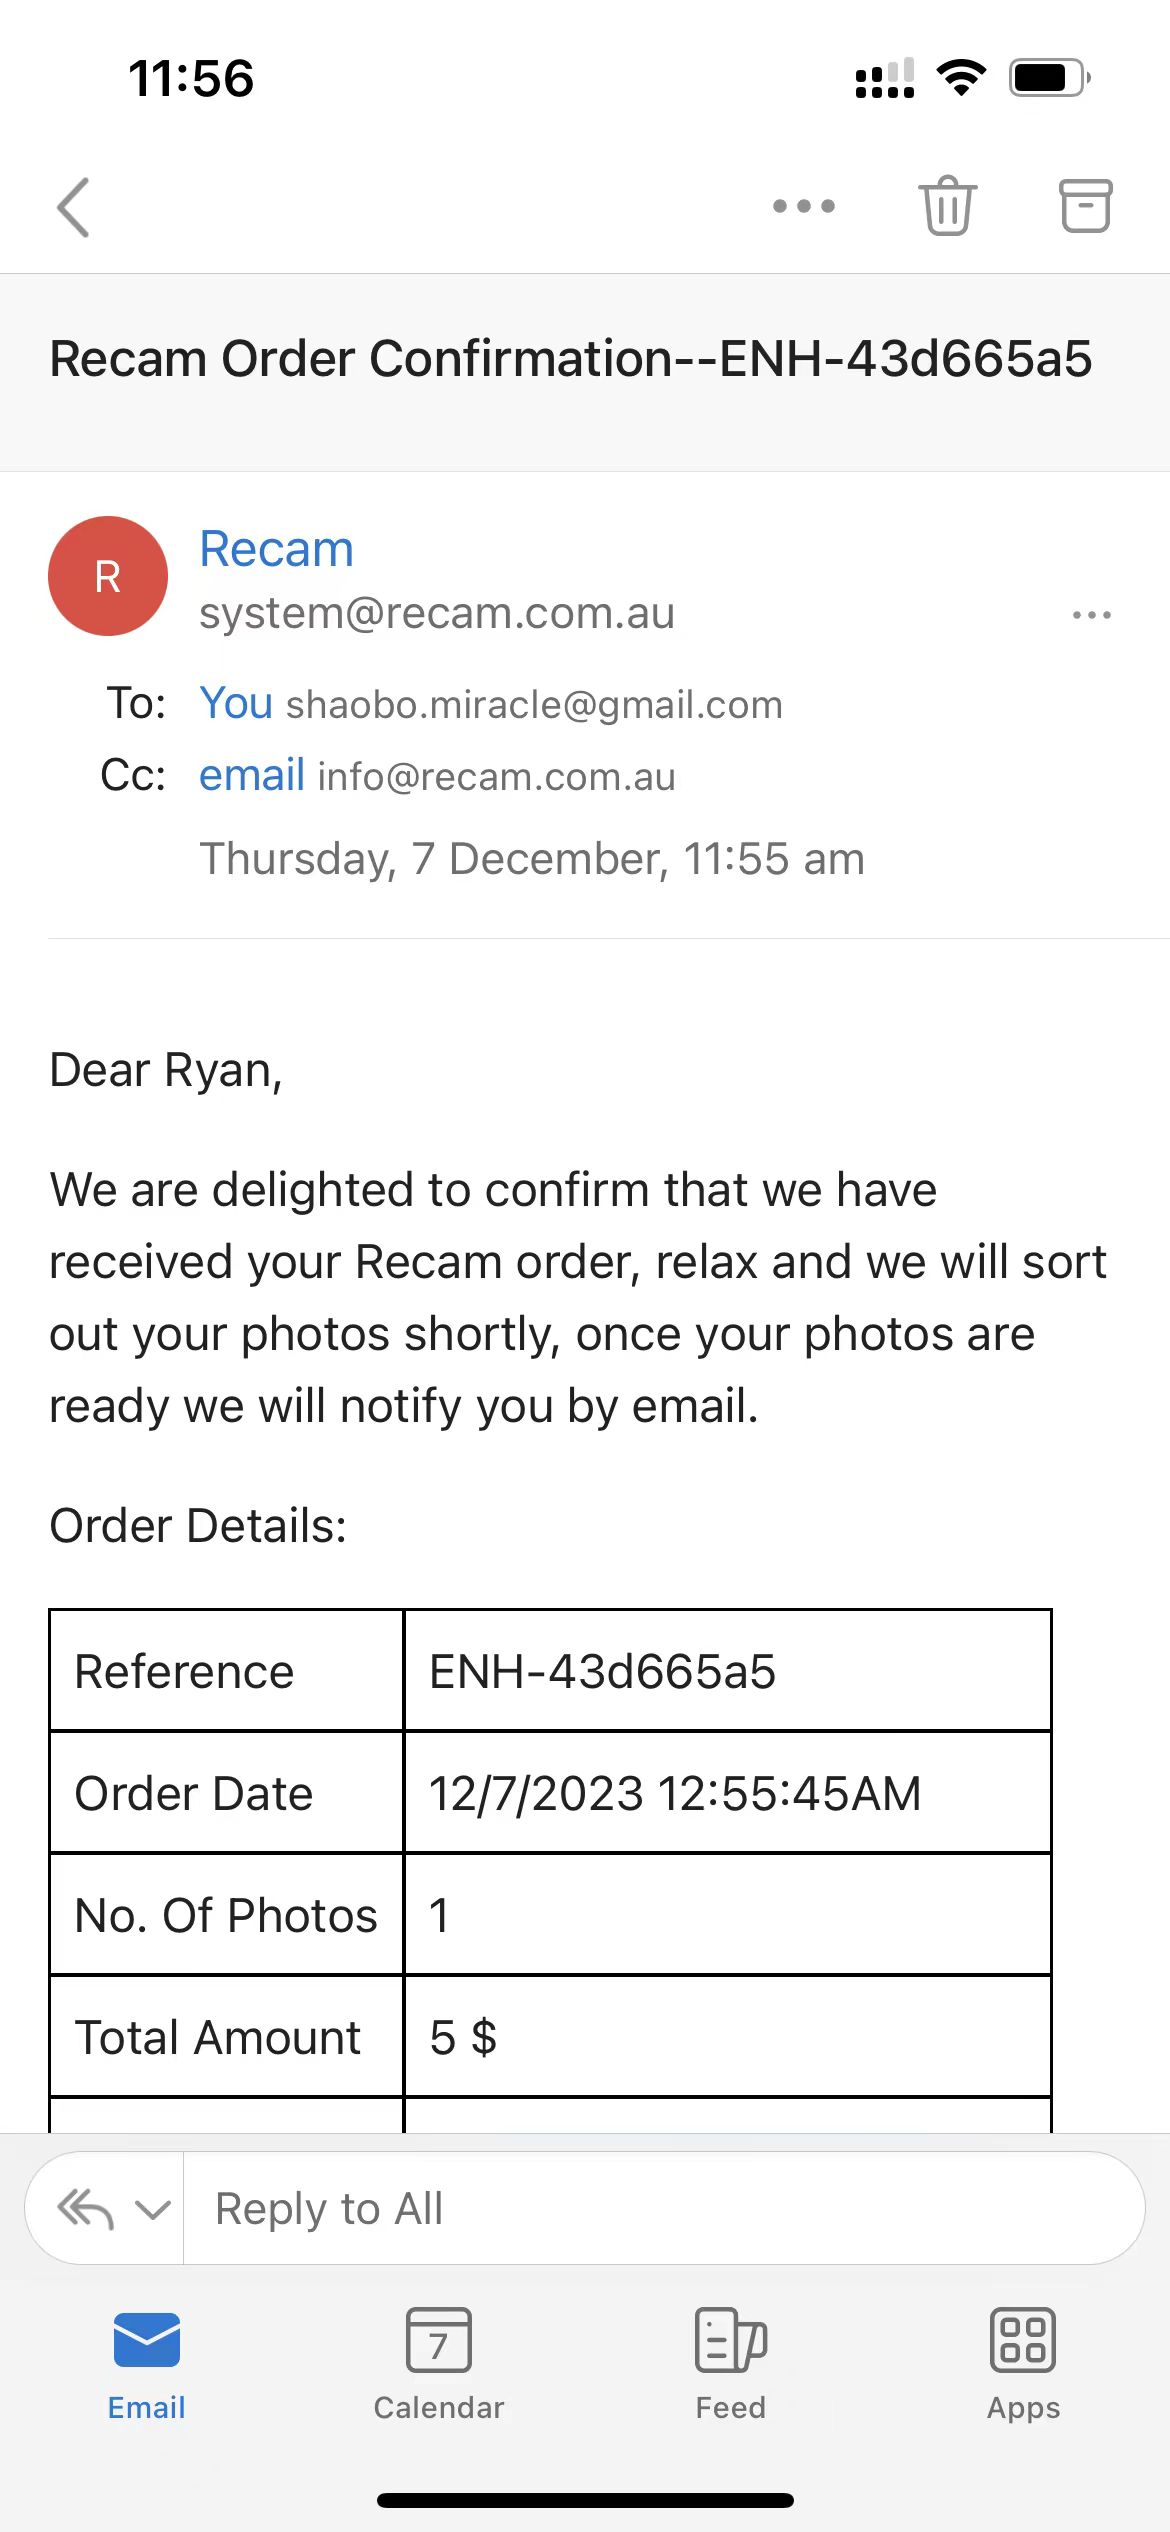 11:56
Recam Order Confirmation--ENH-43d665a5
R
Recam
system@recam.com.au
To: You shaobo.miracle@gmail.com
Cc: email info@recam.com.au
Thursday, 7 December, 11:55 am
Dear Ryan,
We are delighted to confirm that we have
received your Recam order, relax and we will sort
out your photos shortly, once your photos are
ready we will notify you by email.
Order Details:
Reference ENH-43d665a5
Order Date 12/7/2023 12:55:45AM
No. Of Photos 1
Total Amount 5 $
Reply to All
7
Email Calendar Feed Apps